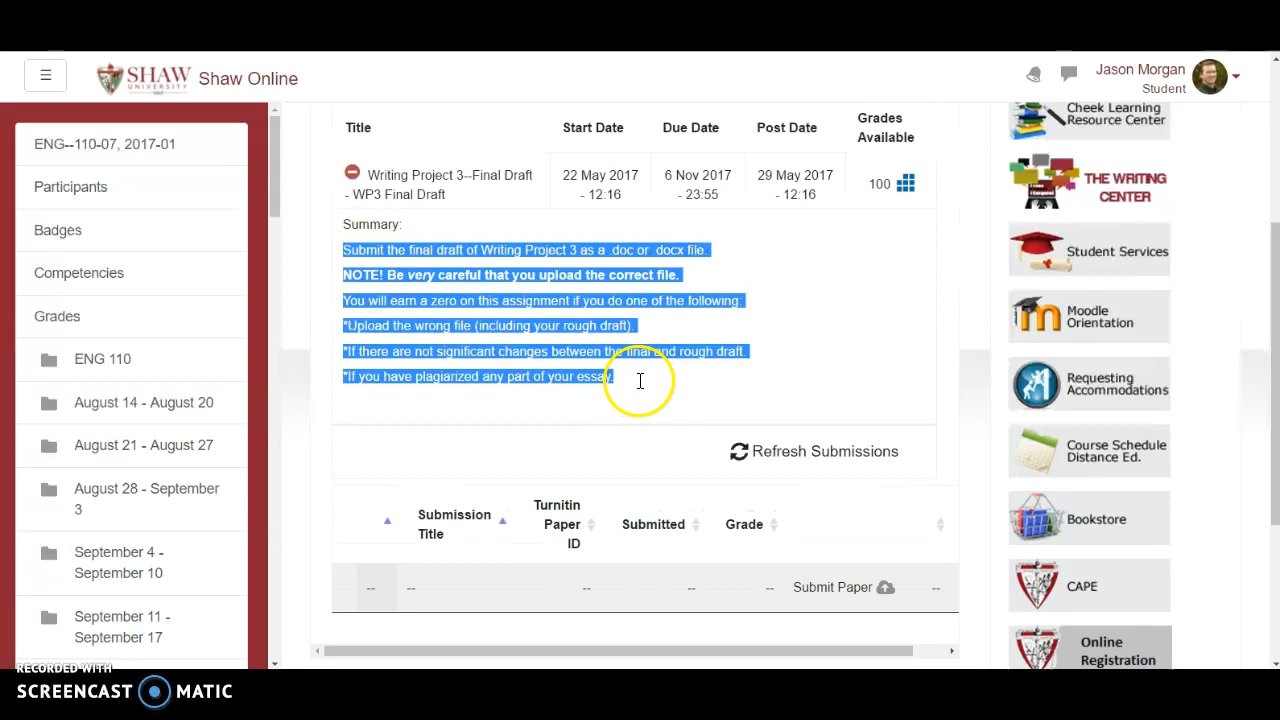 ☰
SHAW
UNIVERSITY
Shaw Online
Jason Morgan
Student
ENG--110-07, 2017-01
Participants
Badges
Competencies
Grades
ENG 110
August 14 - August 20
August 21 - August 27
August 28 - September
3
September 4 -
September 10
September 11 -
September 17
Title
Start Date
Due Date
Post Date
Grades
Available
Writing Project 3--Final Draft
- WP3 Final Draft
22 May 2017
- 12:16
6 Nov 2017
- 23:55
29 May 2017
- 12:16
100
Summary:
Submit the final draft of Writing Project 3 as a .doc or .docx file.
NOTE! Be very careful that you upload the correct file.
You will earn a zero on this assignment if you do one of the following:
*Upload the wrong file (including your rough draft).
*If there are not significant changes between the final and rough draft.
*If you have plagiarized any part of your essay.
Refresh Submissions
Submission
Title
Turnitin
Paper
ID
Submitted
Grade
--
--
--
--
--
Submit Paper
--
Cheek Learning
Resource Center
THE WRITING
CENTER
Student Services
Moodle
Orientation
Requesting
Accommodations
Course Schedule
Distance Ed.
Bookstore
CAPE
Online
Registration
RECORDED WITH
SCREENCAST MATIC